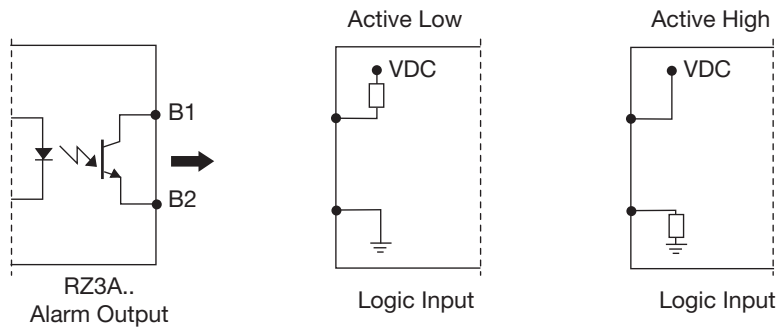 Active Low
Active High
VDC
VDC
B1
B2
RZ3A..
Alarm Output
Logic Input
Logic Input